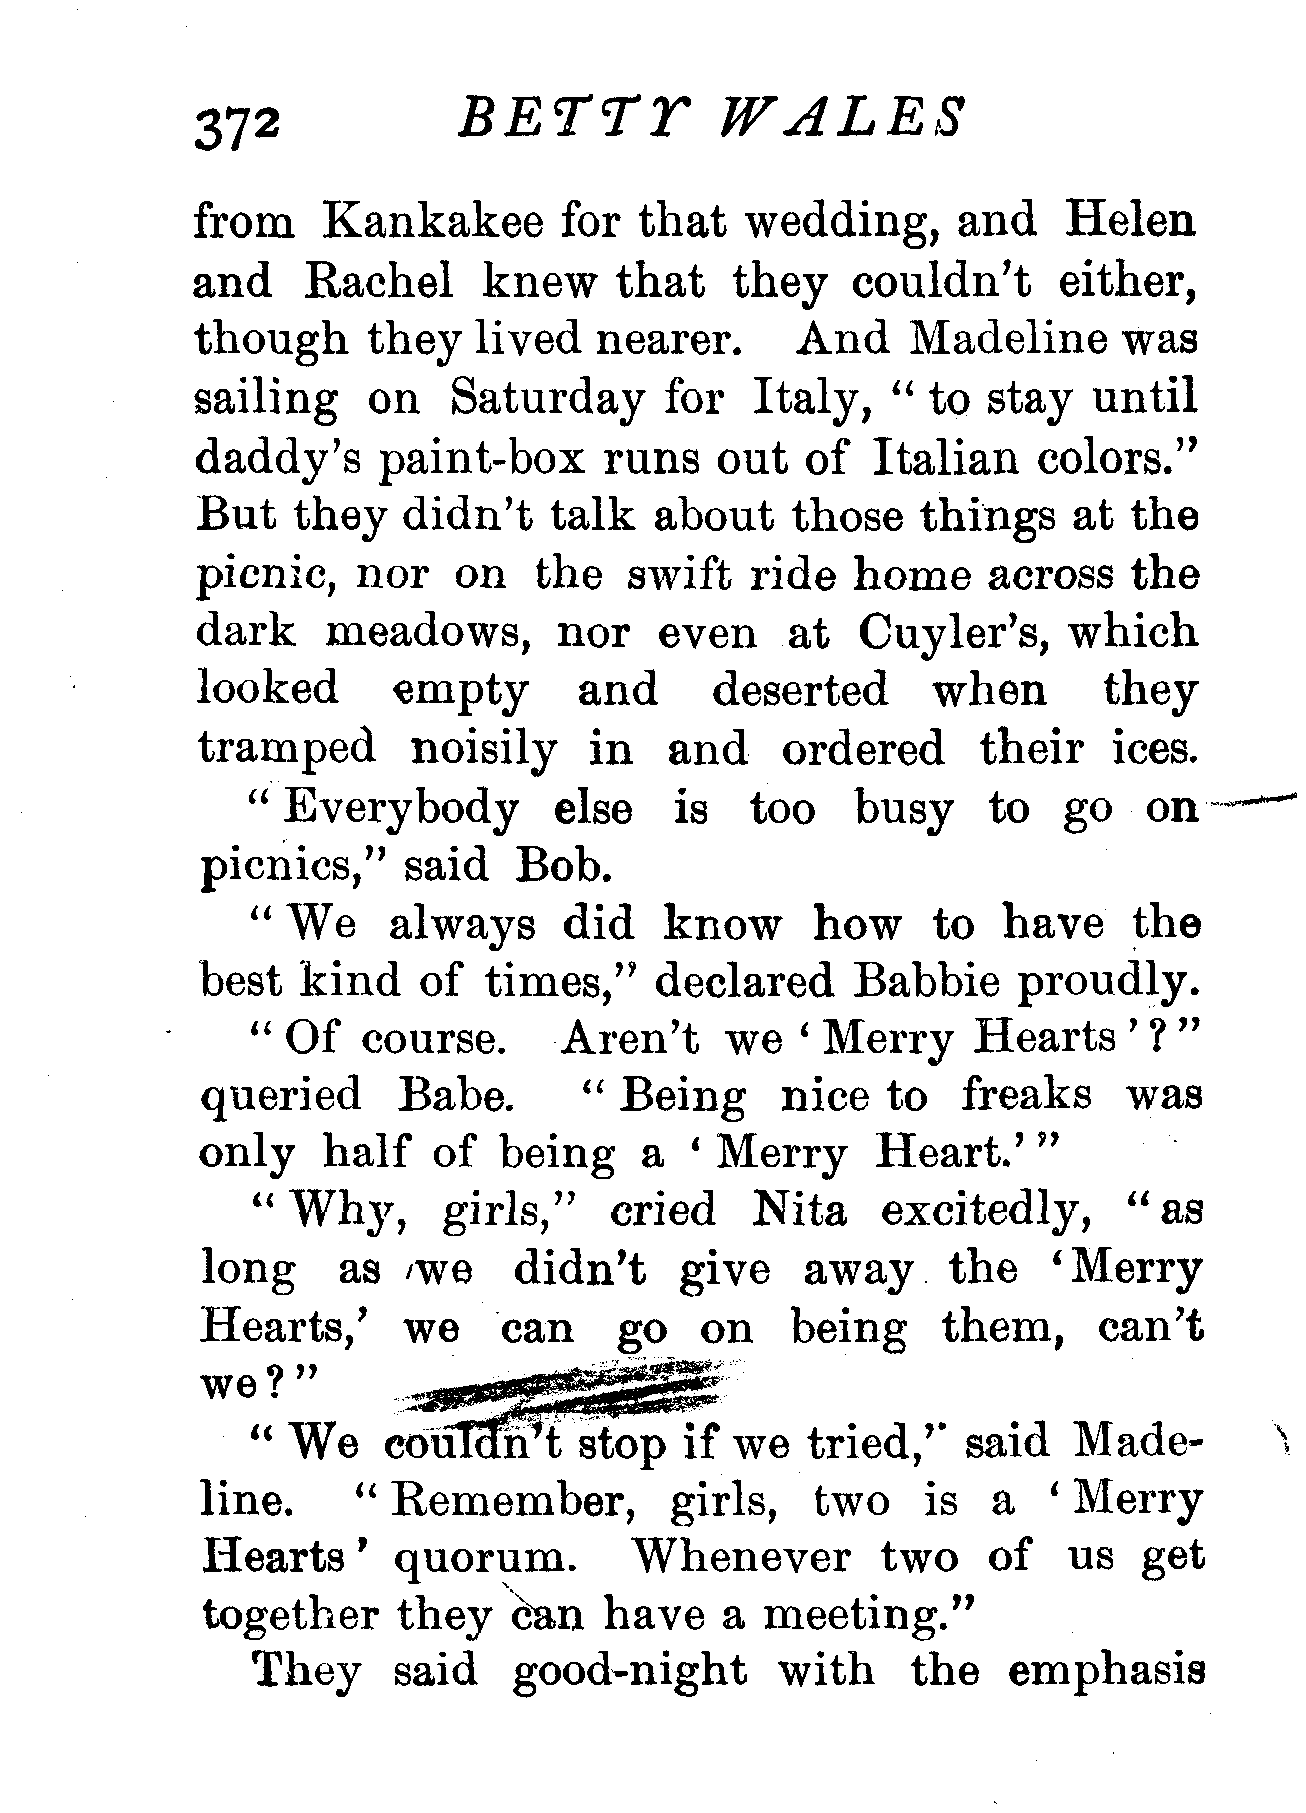 372 BETTY WALES
from Kankakee for that wedding, and Helen
and Rachel knew that they couldn't either,
though they lived nearer. And Madeline was
sailing on Saturday for Italy, " to stay until
daddy's paint-box runs out of Italian colors."
But they didn't talk about those things at the
picnic, nor on the swift ride home across the
dark meadows, nor even at Cuyler's, which
looked empty and deserted when they
tramped noisily in and ordered their ices.
" Everybody else is too busy to go on
picnics," said Bob.
" We always did know how to have the
best kind of times," declared Babbie proudly.
" Of course. Aren't we ' Merry Hearts ' ? "
queried Babe. " Being nice to freaks was
only half of being a ' Merry Heart.' "
" Why, girls," cried Nita excitedly, " as
long as we didn't give away the ' Merry
Hearts,' we can go on being them, can't
we ? "
" We couldn't stop if we tried," said Made-
line. " Remember, girls, two is a ' Merry
Hearts ' quorum. Whenever two of us get
together they can have a meeting."
They said good-night with the emphasis